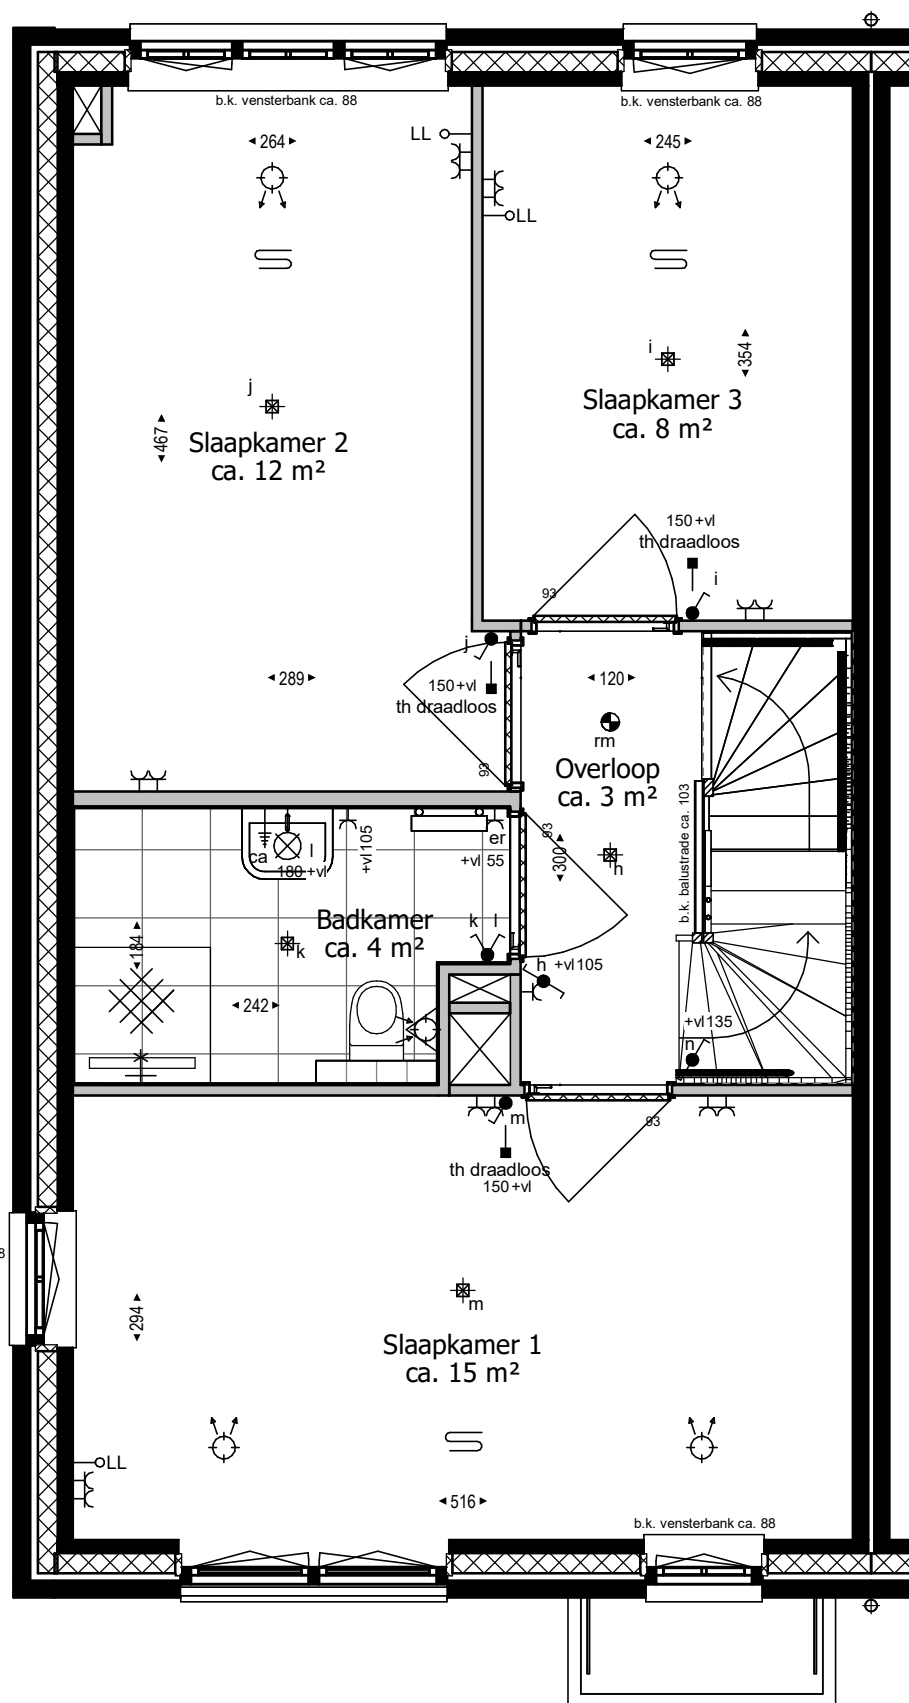 b.k. vensterbank ca. 88
b.k. vensterbank ca. 88
LL
264
245
LL
i
354
j
Slaapkamer 3
ca. 8 m²
467
Slaapkamer 2
ca. 12 m²
150+vl
th draadloos
i
93
j
289
150+vl
th draadloos
120
rm
93
Overloop
ca. 3 m²
b.k. balustrade ca. 103
ca
l
180+vl
+vl 105
er
+vl 55
93
300
h
Badkamer
ca. 4 m²
k
l
184
k
242
h
+vl 105
+vl 135
n
m
93
th draadloos
150+vl
m
294
Slaapkamer 1
ca. 15 m²
LL
516
b.k. vensterbank ca. 88
8